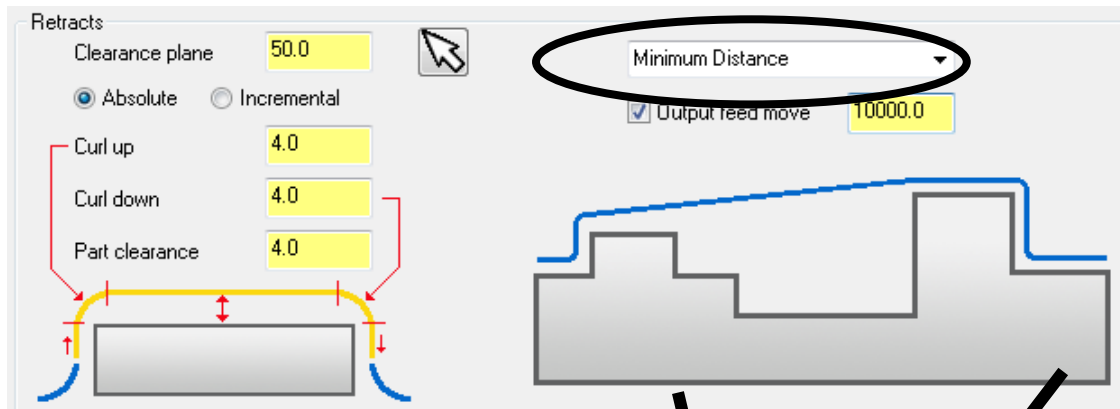 Retracts
Clearance plane 50.0
Minimum Distance
Absolute Incremental
Output feed move 10000.0
Curl up 4.0
Curl down 4.0
Part clearance 4.0